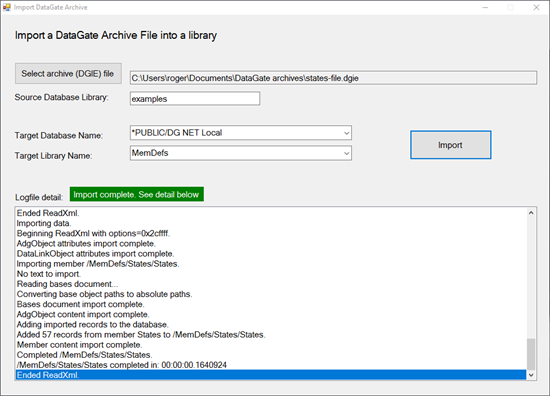 Import DataGate Archive
Import a DataGate Archive File into a library
Select archive (DGIE) file
C:\Users\roger\Documents\DataGate archives\states-file.dgie
Source Database Library:
examples
Target Database Name:
*PUBLIC/DG NET Local
Import
Target Library Name:
MemDefs
Logfile detail:
Import complete. See detail below
Ended ReadXml.
Importing data.
Beginning ReadXml with options=0x2cffff.
AdgObject attributes import complete.
DataLinkObject attributes import complete.
Importing member /MemDefs/States/States.
No text to import.
Reading bases document...
Converting base object paths to absolute paths.
Bases document import complete.
AdgObject content import complete.
Adding imported records to the database.
Added 57 records from member States to /MemDefs/States/States.
Member content import complete.
Completed /MemDefs/States/States.
/MemDefs/States/States completed in: 00:00:00.1640924
Ended ReadXml.